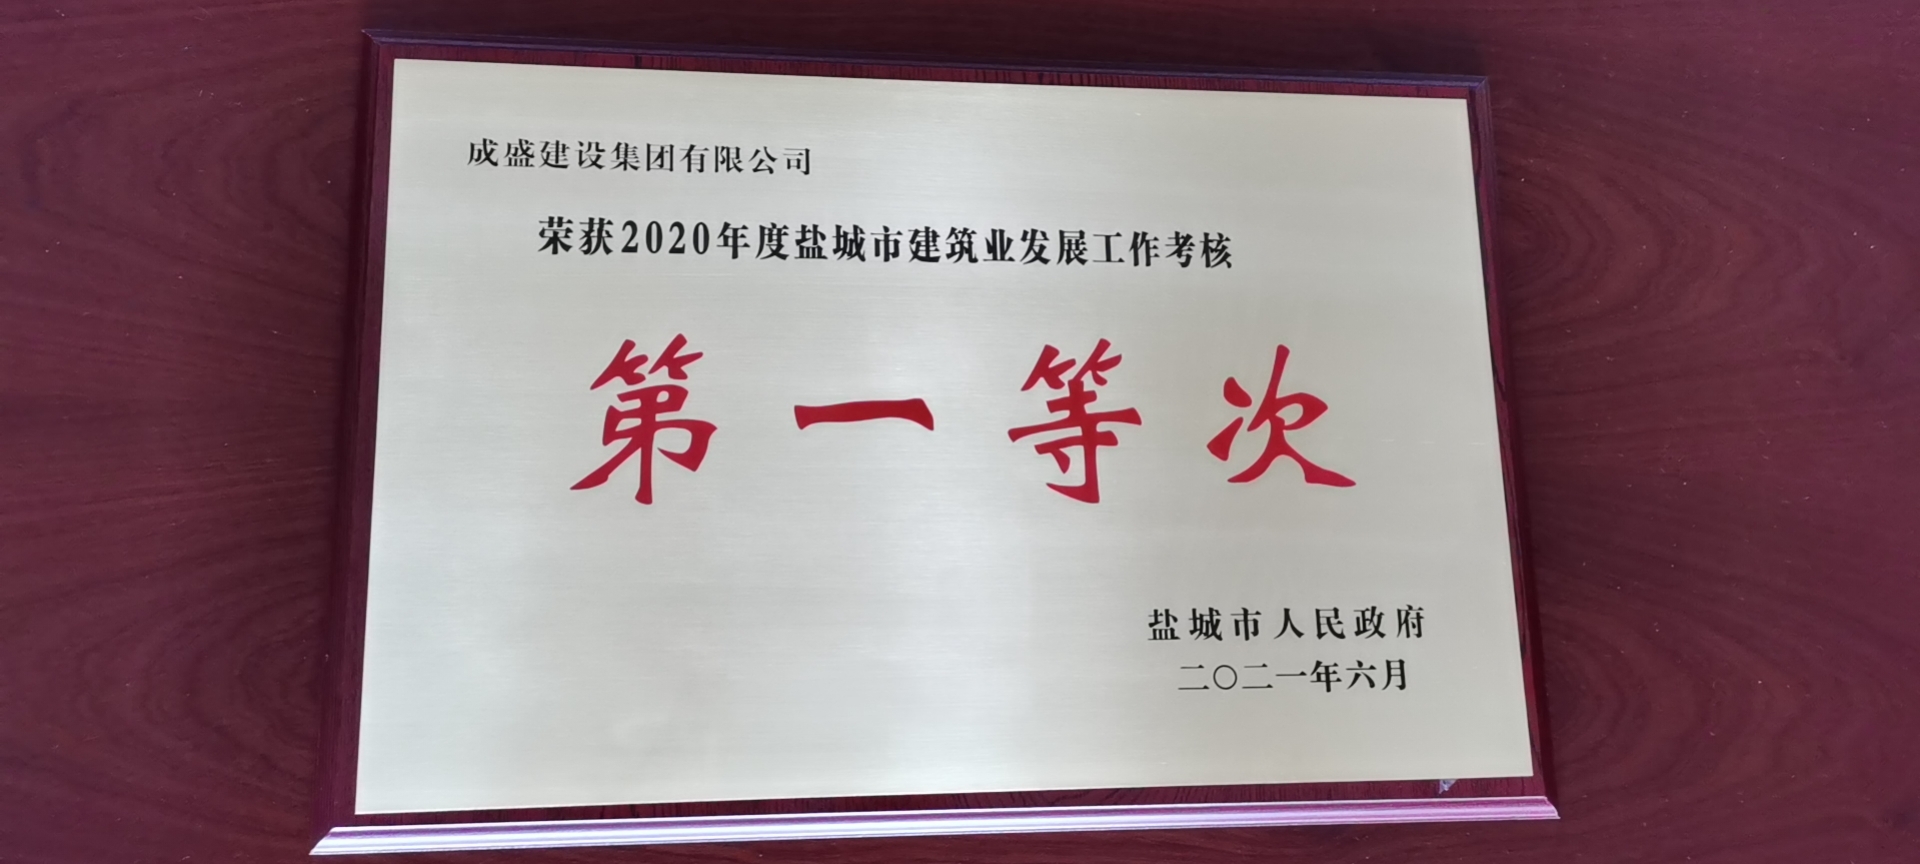 成盛建设集团有限公司
荣获2020年度盐城市建筑业发展工作考核
第一等次
盐城市人民政府
二〇二一年六月